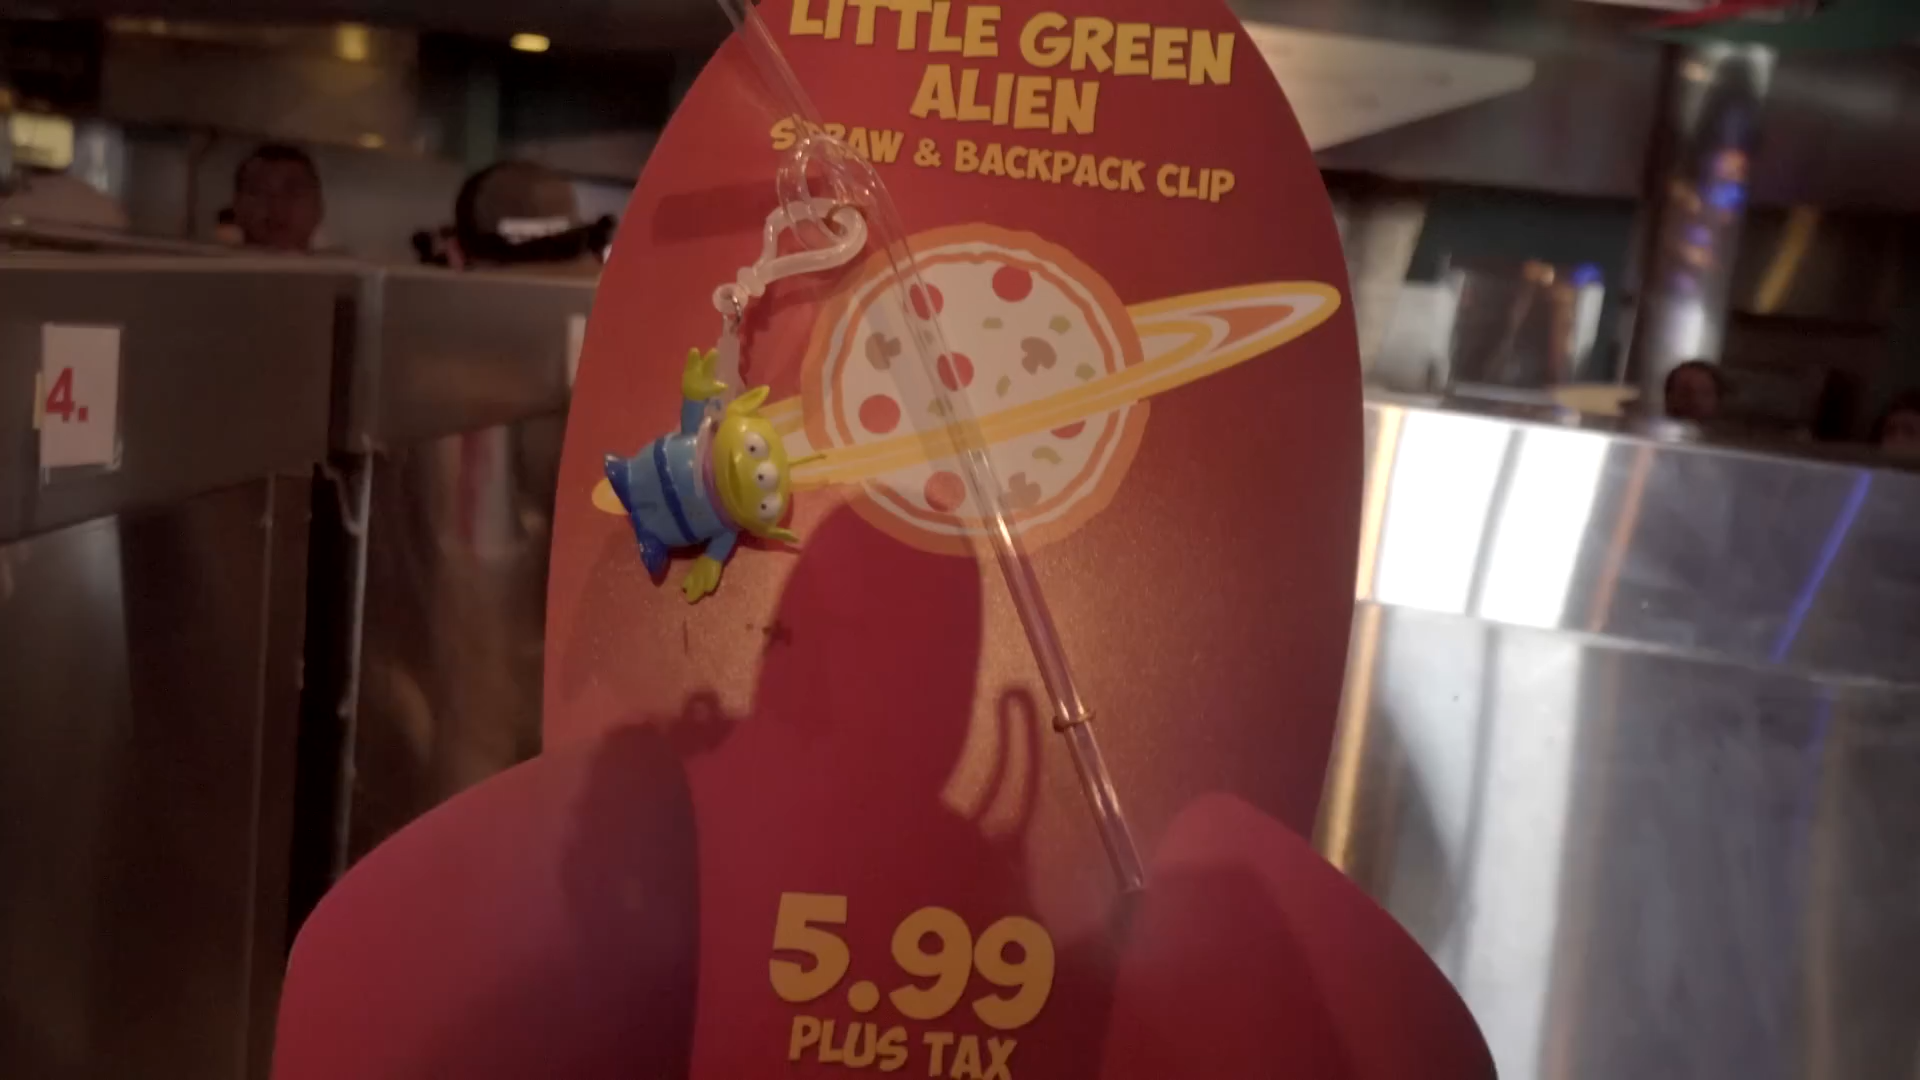 LITTLE GREEN
ALIEN
STRAW & BACKPACK CLIP
4.
5.99
PLUS TAX